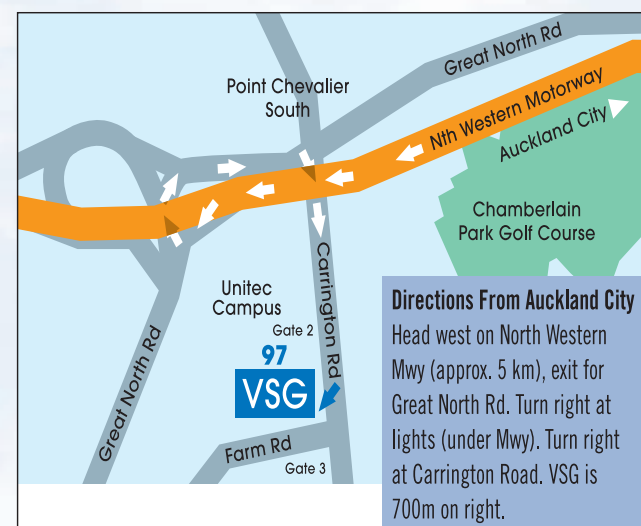 Great North Rd
Point Chevalier
South
Nth Western Motorway
Auckland City
Chamberlain
Park Golf Course
Unitec
Campus
Gate 2
Carrington Rd
97
VSG
Great North Rd
Farm Rd
Gate 3
Directions From Auckland City
Head west on North Western
Mwy (approx. 5 km), exit for
Great North Rd. Turn right at
lights (under Mwy). Turn right
at Carrington Road. VSG is
700m on right.